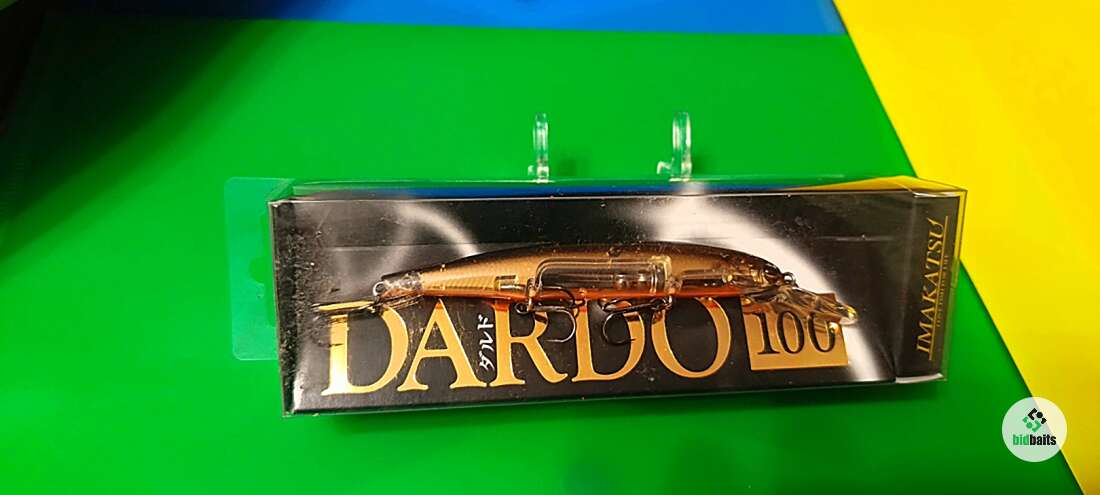 DARDO
ダルド
100
IMAKATSU
bidbaits